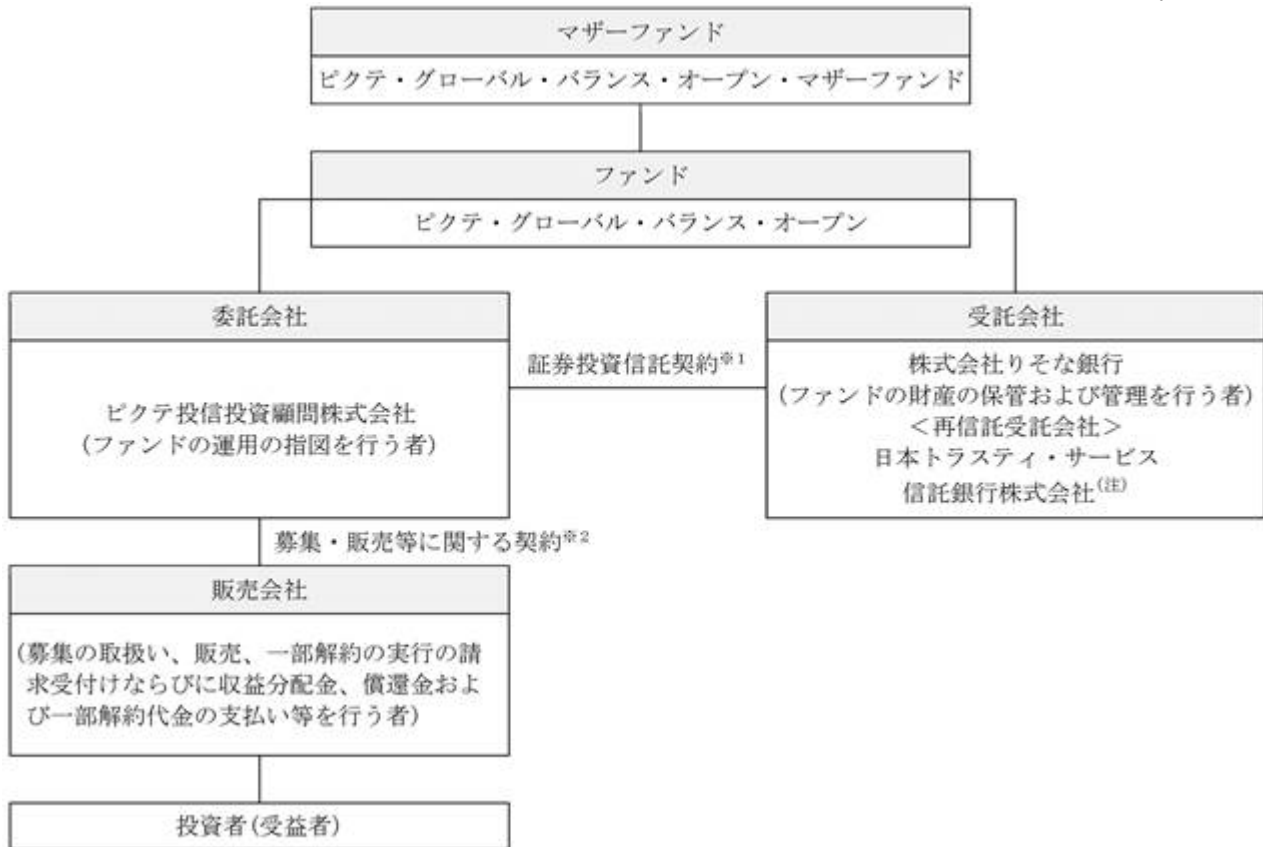 マザーファンド
ピクテ・グローバル・バランス・オープン・マザーファンド
ファンド
ピクテ・グローバル・バランス・オープン
委託会社
ピクテ投信投資顧問株式会社
(ファンドの運用の指図を行う者)
証券投資信託契約※1
受託会社
株式会社りそな銀行
(ファンドの財産の保管および管理を行う者)
＜再信託受託会社＞
日本トラスティ・サービス
信託銀行株式会社(注)
募集・販売等に関する契約※2
販売会社
(募集の取扱い、販売、一部解約の実行の請
求受付けならびに収益分配金、償還金およ
び一部解約代金の支払い等を行う者)
投資者(受益者)